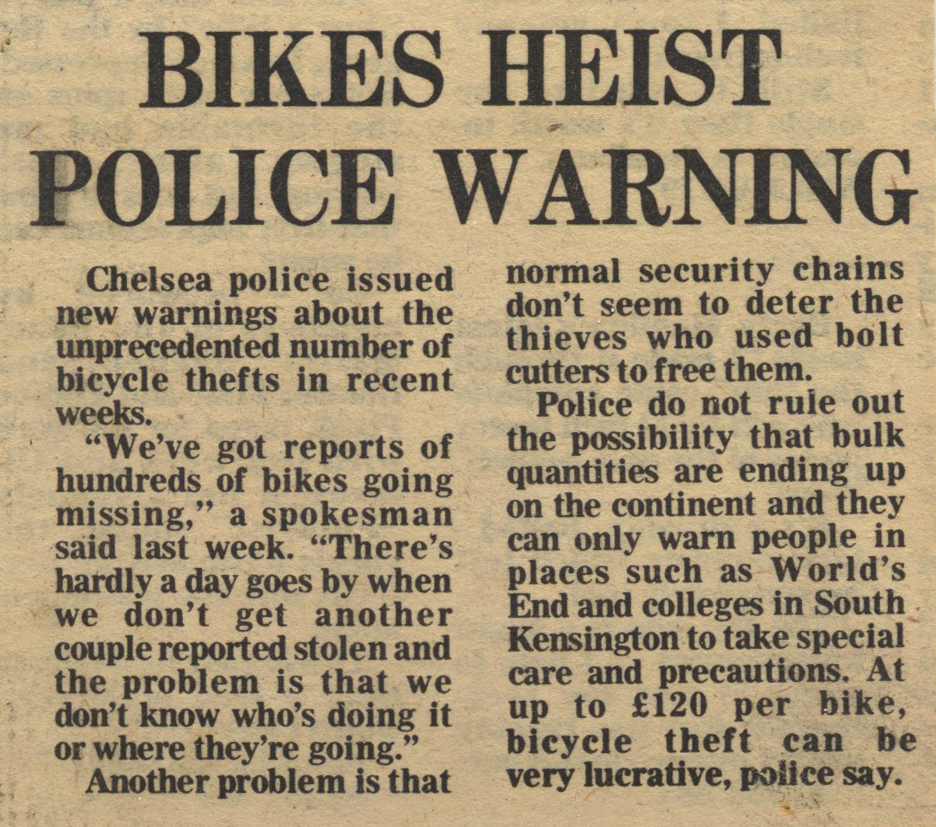 BIKES HEIST
POLICE WARNING
Chelsea police issued
new warnings about the
unprecedented number of
bicycle thefts in recent
weeks.
“We’ve got reports of
hundreds of bikes going
missing,” a spokesman
said last week. “There’s
hardly a day goes by when
we don’t get another
couple reported stolen and
the problem is that we
don’t know who’s doing it
or where they’re going.”
Another problem is that
normal security chains
don’t seem to deter the
thieves who used bolt
cutters to free them.
Police do not rule out
the possibility that bulk
quantities are ending up
on the continent and they
can only warn people in
places such as World’s
End and colleges in South
Kensington to take special
care and precautions. At
up to £120 per bike,
bicycle theft can be
very lucrative, police say.